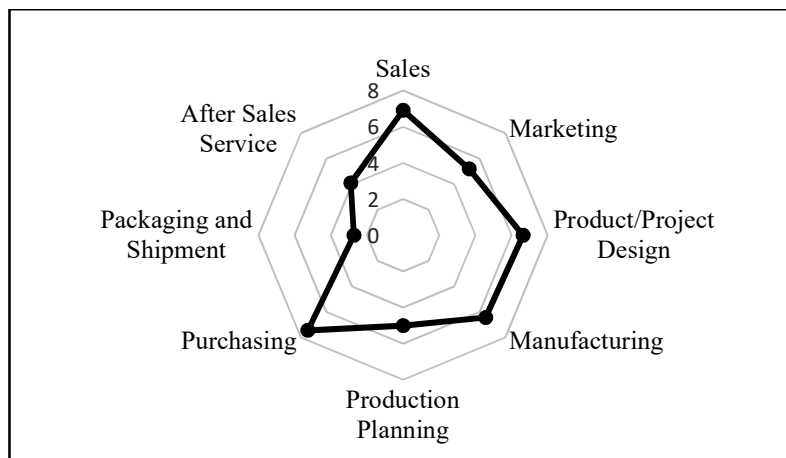 Sales
8
After Sales
Service
6
Marketing
4
2
Packaging and
Shipment
0
Product/Project
Design
Purchasing
Manufacturing
Production
Planning